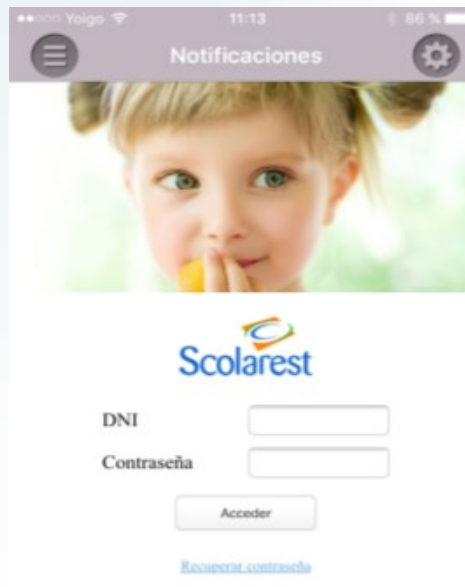 Yoigo 11:13 86 %
Notificaciones
Scolarest
DNI
Contraseña
Acceder
Recuperar contraseña